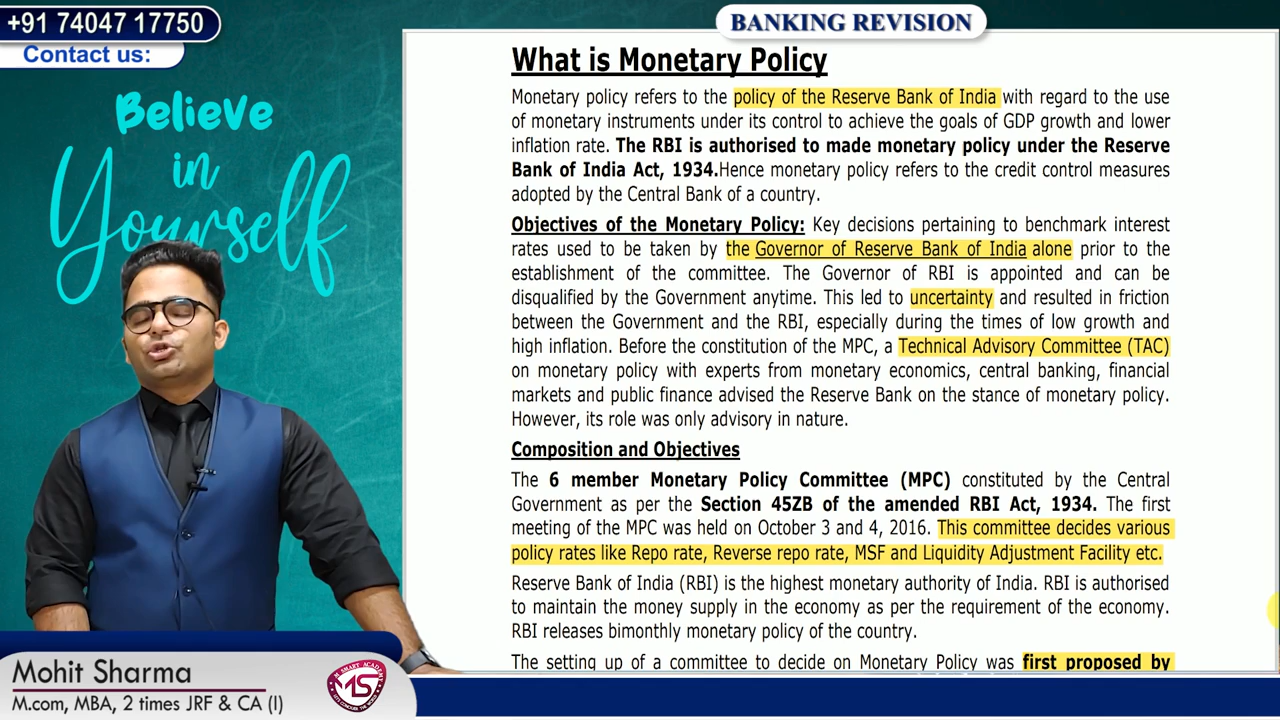 +91 74047 17750
Contact us:
BANKING REVISION
Believe
in
Yourself
What is Monetary Policy
Monetary policy refers to the policy of the Reserve Bank of India with regard to the use
of monetary instruments under its control to achieve the goals of GDP growth and lower
inflation rate. The RBI is authorised to made monetary policy under the Reserve
Bank of India Act, 1934.Hence monetary policy refers to the credit control measures
adopted by the Central Bank of a country.
Objectives of the Monetary Policy: Key decisions pertaining to benchmark interest
rates used to be taken by the Governor of Reserve Bank of India alone prior to the
establishment of the committee. The Governor of RBI is appointed and can be
disqualified by the Government anytime. This led to uncertainty and resulted in friction
between the Government and the RBI, especially during the times of low growth and
high inflation. Before the constitution of the MPC, a Technical Advisory Committee (TAC)
on monetary policy with experts from monetary economics, central banking, financial
markets and public finance advised the Reserve Bank on the stance of monetary policy.
However, its role was only advisory in nature.
Composition and Objectives
The 6 member Monetary Policy Committee (MPC) constituted by the Central
Government as per the Section 45ZB of the amended RBI Act, 1934. The first
meeting of the MPC was held on October 3 and 4, 2016. This committee decides various
policy rates like Repo rate, Reverse repo rate, MSF and Liquidity Adjustment Facility etc.
Reserve Bank of India (RBI) is the highest monetary authority of India. RBI is authorised
to maintain the money supply in the economy as per the requirement of the economy.
RBI releases bimonthly monetary policy of the country.
The setting up of a committee to decide on Monetary Policy was first proposed by
Mohit Sharma
M.com, MBA, 2 times JRF & CA (I)
MS